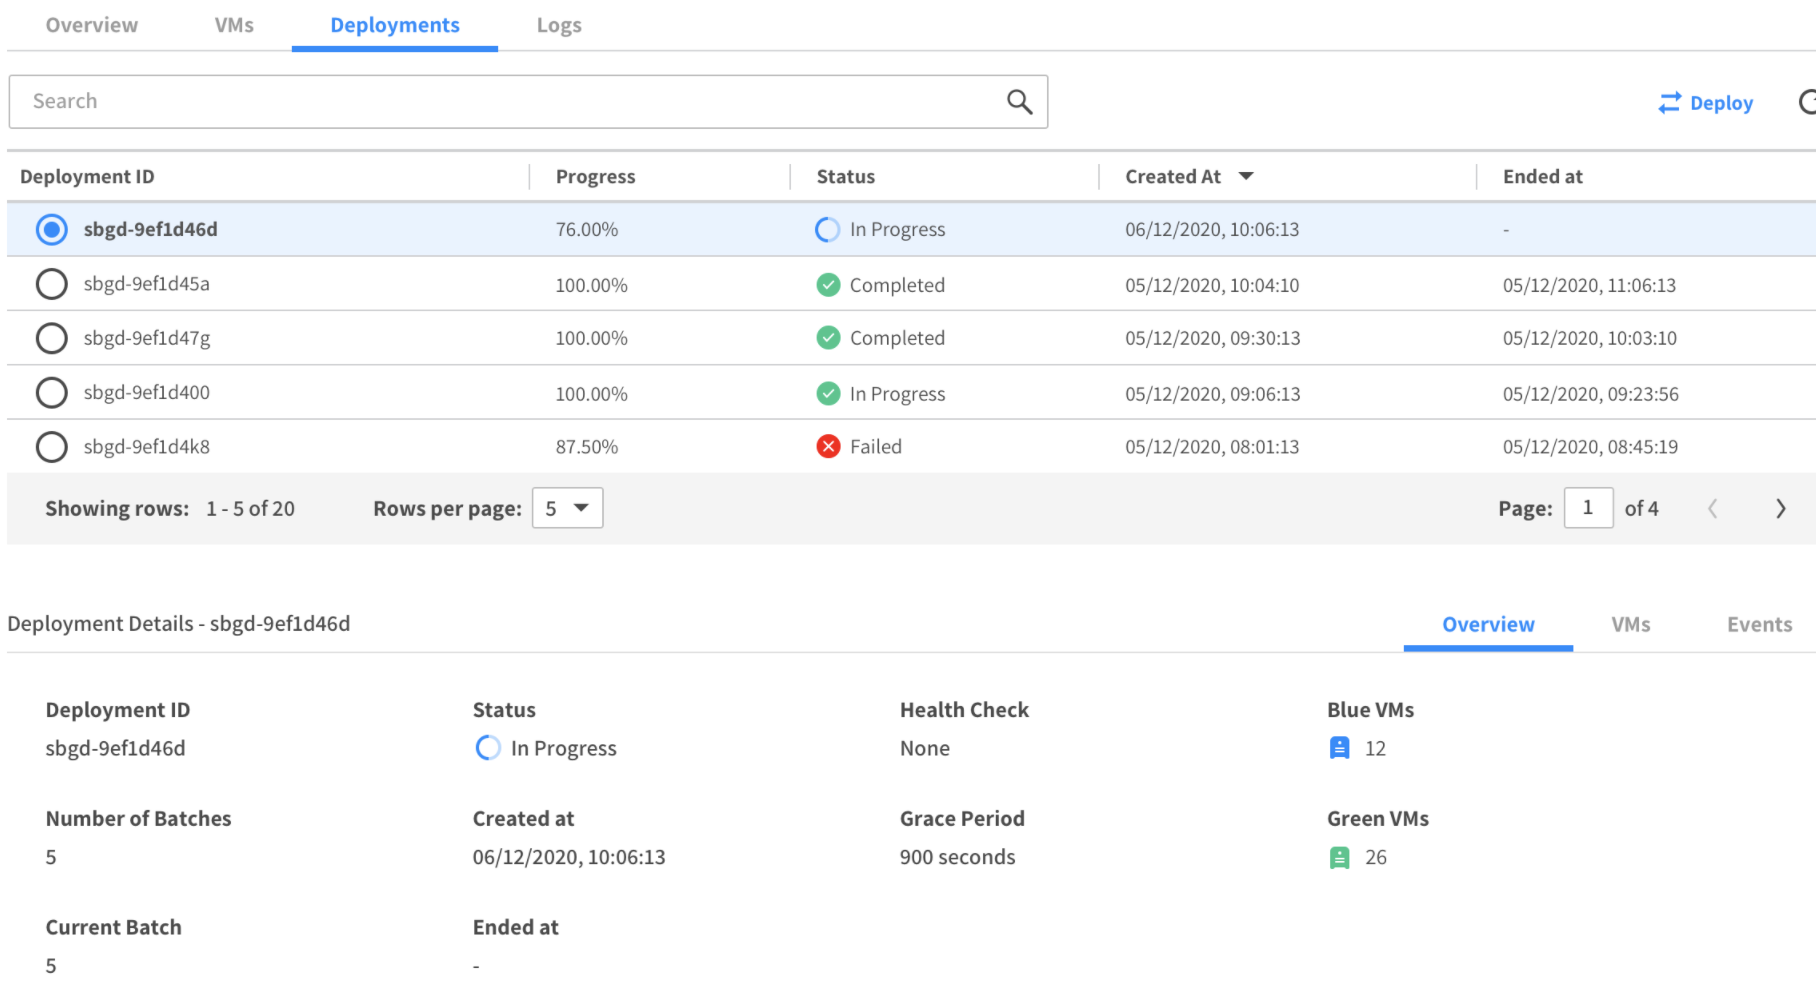 Overview VMs Deployments Logs
Search
Deploy
Deployment ID Progress Status Created At Ended at
sbgd-9ef1d46d 76.00% In Progress 06/12/2020, 10:06:13 -
sbgd-9ef1d45a 100.00% Completed 05/12/2020, 10:04:10 05/12/2020, 11:06:13
sbgd-9ef1d47g 100.00% Completed 05/12/2020, 09:30:13 05/12/2020, 10:03:10
sbgd-9ef1d400 100.00% In Progress 05/12/2020, 09:06:13 05/12/2020, 09:23:56
sbgd-9ef1d4k8 87.50% Failed 05/12/2020, 08:01:13 05/12/2020, 08:45:19
Showing rows: 1 - 5 of 20 Rows per page: 5 Page: 1 of 4
Deployment Details - sbgd-9ef1d46d Overview VMs Events
Deployment ID Status Health Check Blue VMs
sbgd-9ef1d46d In Progress None 12
Number of Batches Created at Grace Period Green VMs
5 06/12/2020, 10:06:13 900 seconds 26
Current Batch Ended at
5 -